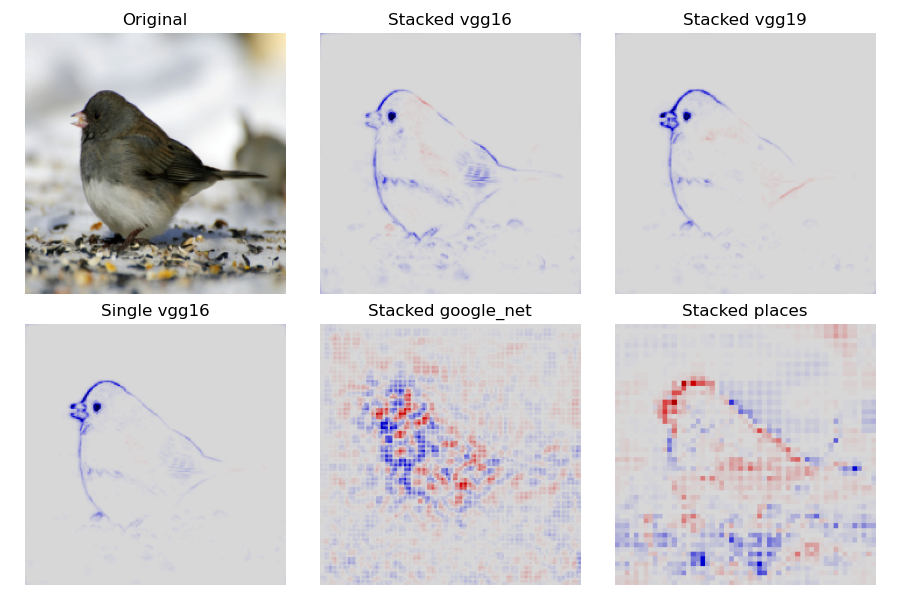 Original
Stacked vgg16
Stacked vgg19
Single vgg16
Stacked google_net
Stacked places